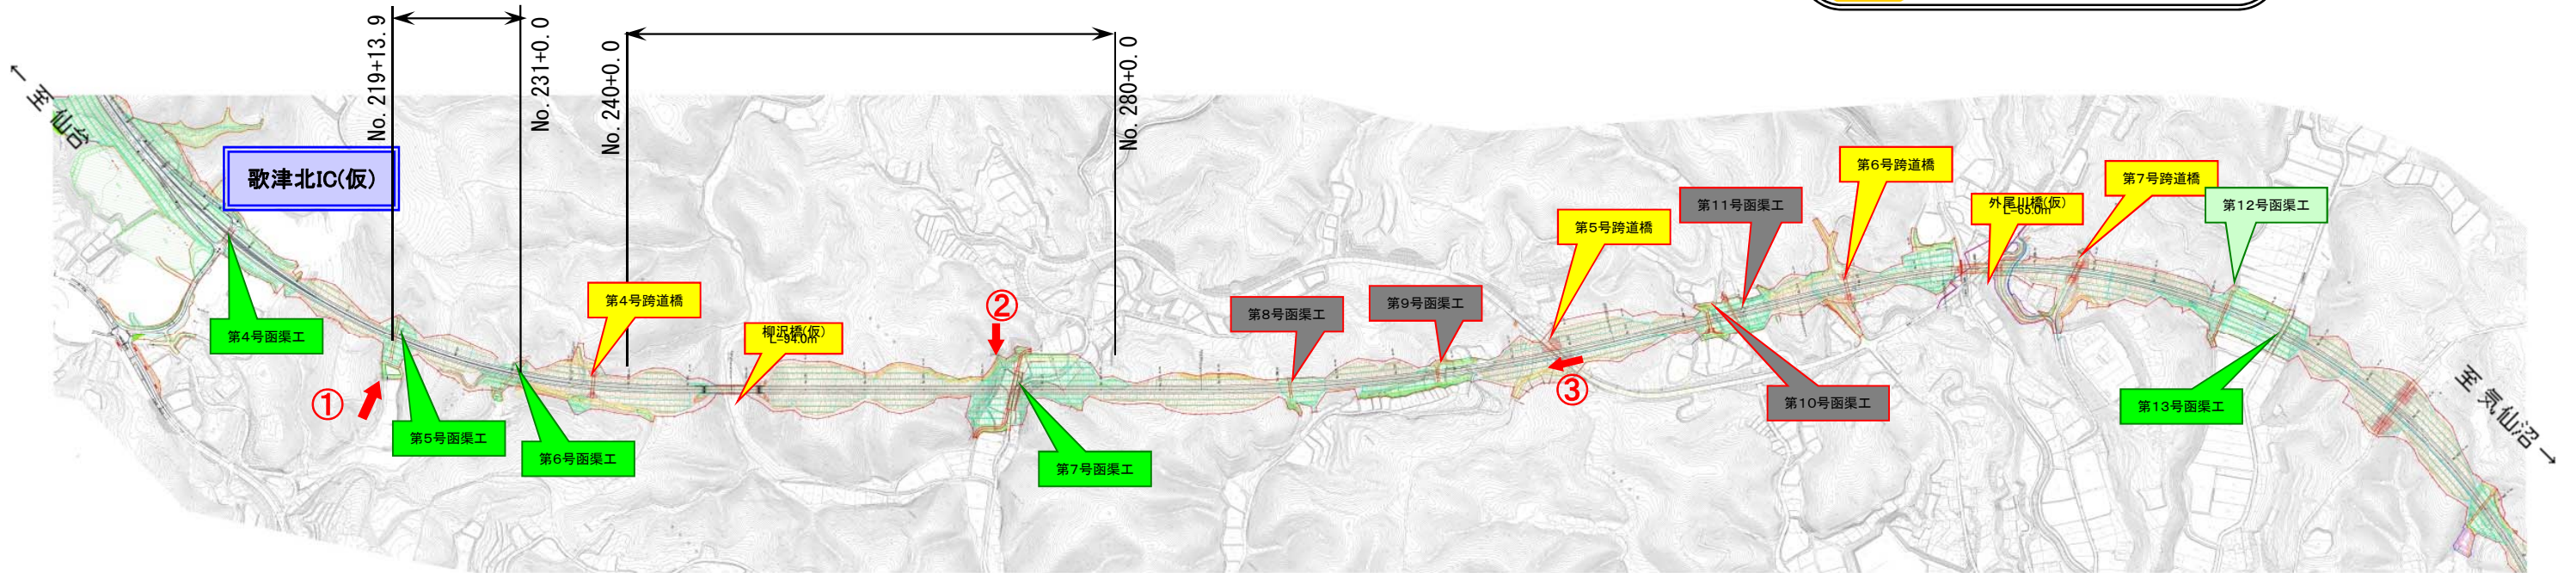 No.219+13.9
No.231+0.0
No.240+0.0
No.280+0.0
← 至 仙台
歌津北IC(仮)
第4号函渠工
①
第5号函渠工
第6号函渠工
第4号跨道橋
柳沢橋(仮)
L=94.0m
②
第7号函渠工
第8号函渠工
第9号函渠工
第5号跨道橋
③
第11号函渠工
第10号函渠工
第6号跨道橋
外尾川橋(仮)
L=65.0m
第7号跨道橋
第12号函渠工
第13号函渠工
至 気仙沼 →